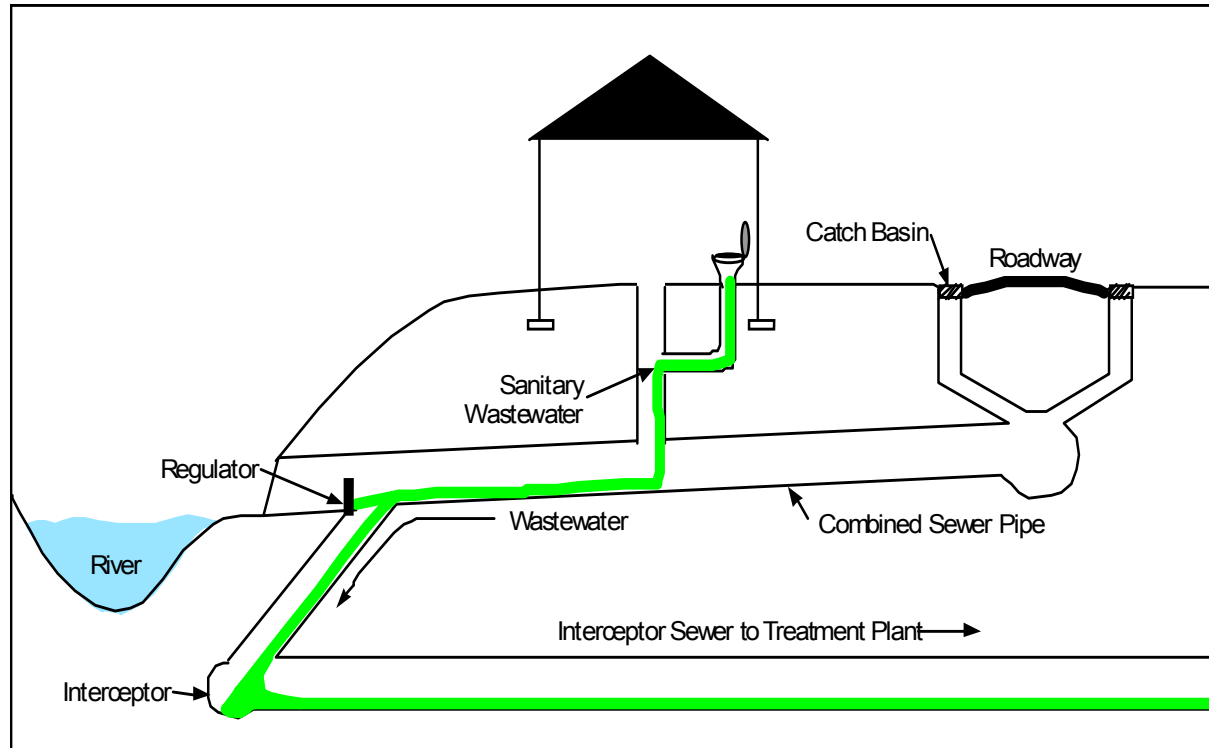 Catch Basin
Roadway
Sanitary
Wastewater
Regulator
Wastewater
Combined Sewer Pipe
River
Interceptor Sewer to Treatment Plant
Interceptor